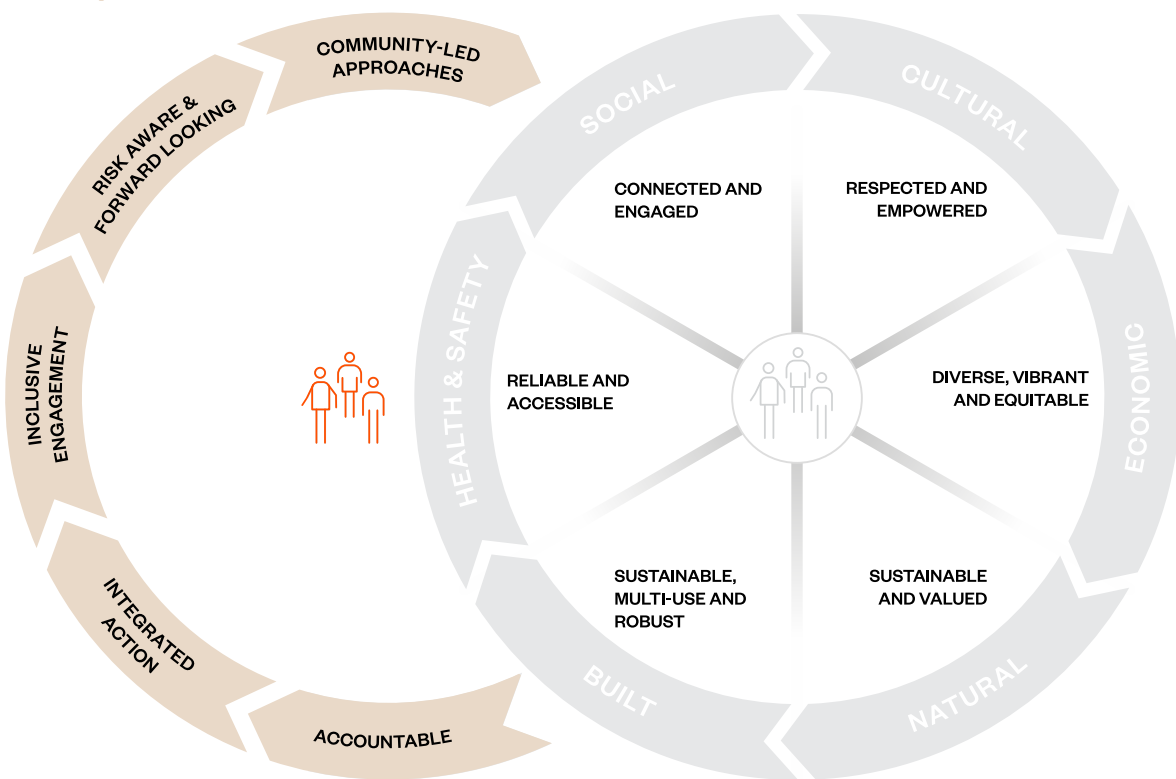 COMMUNITY-LED
APPROACHES
RISK AWARE &
FORWARD LOOKING
INCLUSIVE
ENGAGEMENT
INTEGRATED
ACTION
ACCOUNTABLE
SOCIAL
CULTURAL
ECONOMIC
NATURAL
BUILT
HEALTH & SAFETY
CONNECTED AND
ENGAGED
RESPECTED AND
EMPOWERED
DIVERSE, VIBRANT
AND EQUITABLE
SUSTAINABLE
AND VALUED
SUSTAINABLE,
MULTI-USE AND
ROBUST
RELIABLE AND
ACCESSIBLE